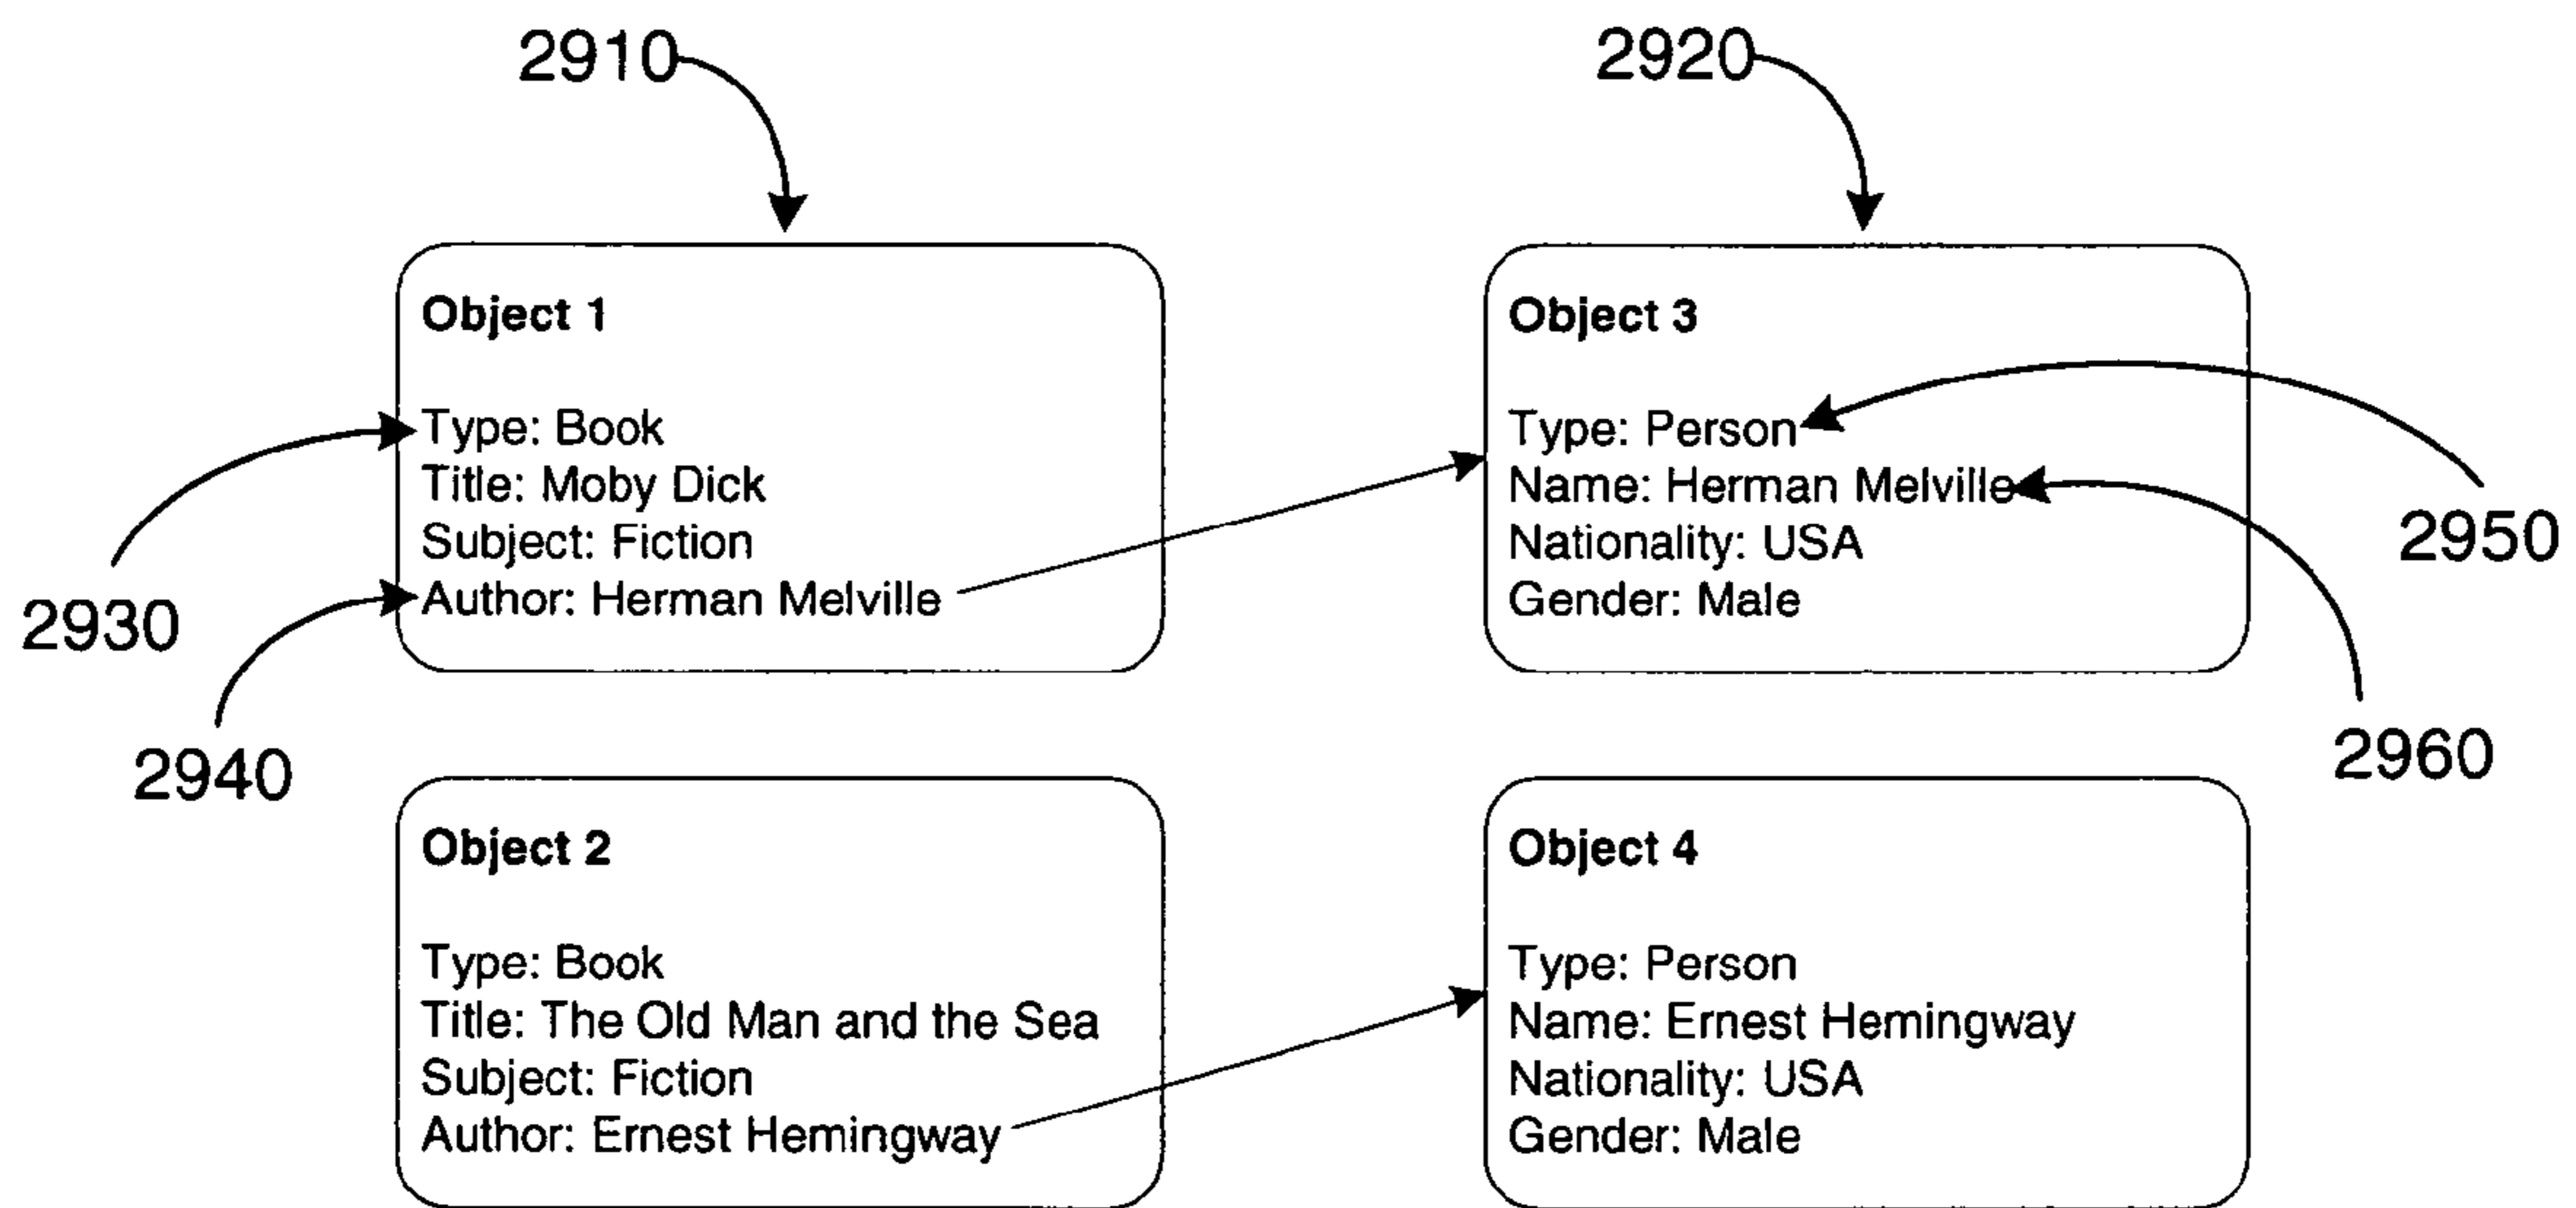 2910
2920
Object 1
Type: Book
Title: Moby Dick
Subject: Fiction
Author: Herman Melville
Object 3
Type: Person
Name: Herman Melville
Nationality: USA
Gender: Male
2930
2940
2950
2960
Object 2
Type: Book
Title: The Old Man and the Sea
Subject: Fiction
Author: Ernest Hemingway
Object 4
Type: Person
Name: Ernest Hemingway
Nationality: USA
Gender: Male